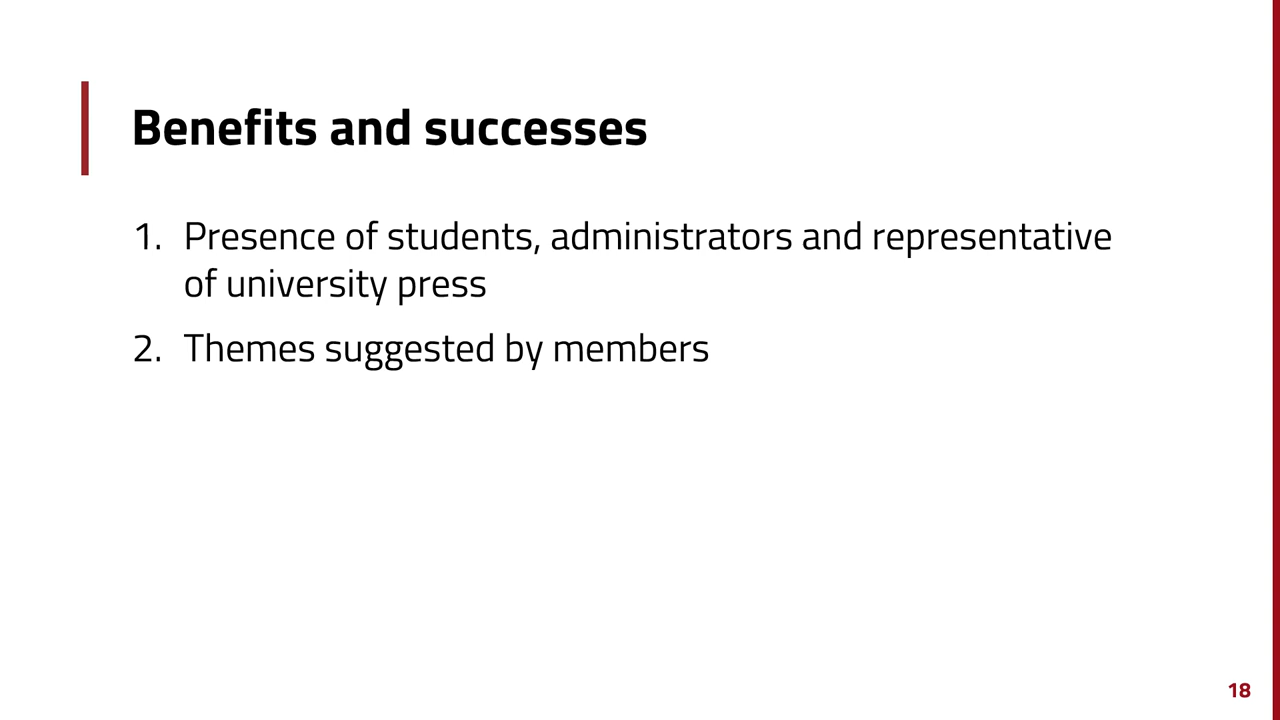 Benefits and successes
1. Presence of students, administrators and representative
of university press
2. Themes suggested by members
18